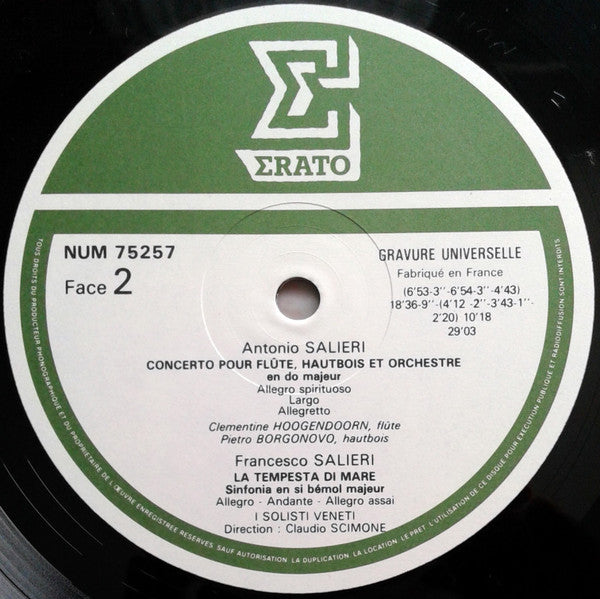 ΣRATO
NUM 75257
Face 2
GRAVURE UNIVERSELLE
Fabriqué en France
(6'53-3"-6'54-3"-4'43)
18'36-9"-(4'12 -2"-3'43-1"-
2'20) 10'18
29'03
Antonio SALIERI
CONCERTO POUR FLÛTE, HAUTBOIS ET ORCHESTRE
en do majeur
Allegro spirituoso
Largo
Allegretto
Clementine HOOGENDOORN, flûte
Pietro BORGONOVO, hautbois
Francesco SALIERI
LA TEMPESTA DI MARE
Sinfonia en si bémol majeur
Allegro - Andante - Allegro assai
I SOLISTI VENETI
Direction : Claudio SCIMONE
TOUS DROITS DU PRODUCTEUR PHONOGRAPHIQUE ET DU PROPRIETAIRE DE L'ŒUVRE ENREGISTREE RESERVES. SAUF AUTORISATION LA DUPLICATION, LA LOCATION, LE PRET, L'UTILISATION DE CE DISQUE POUR EXECUTION PUBLIQUE ET RADIODIFFUSION SONT INTERDITS